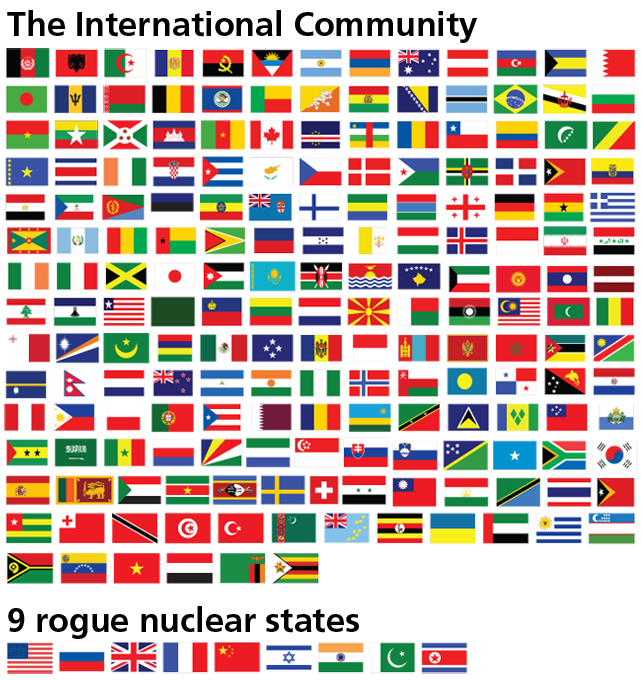 The International Community
9 rogue nuclear states